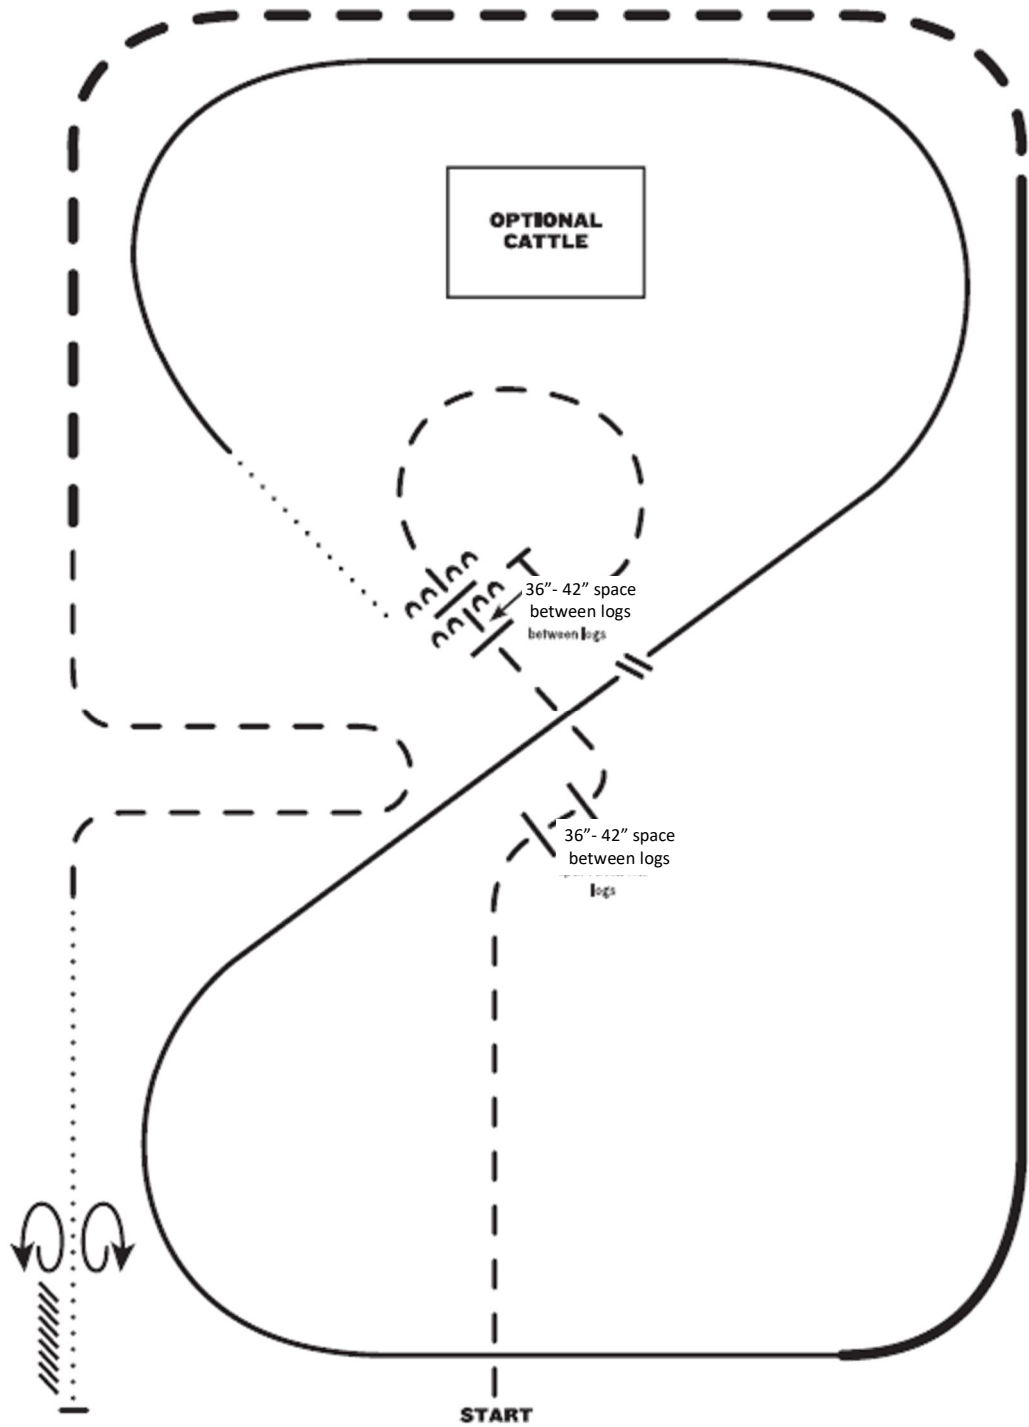 OPTIONAL
CATTLE
36”- 42” space
between logs
between logs
36”- 42” space
between logs
logs
START